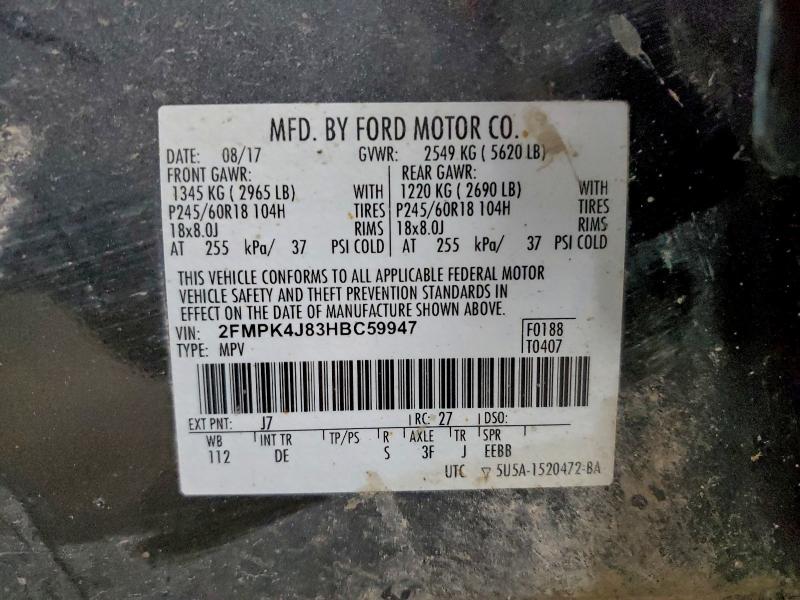 MFD. BY FORD MOTOR CO.
DATE: 08/17 GVWR: 2549 KG ( 5620 LB)
FRONT GAWR: REAR GAWR:
1345 KG ( 2965 LB) WITH 1220 KG ( 2690 LB) WITH
P245/60R18 104H TIRES P245/60R18 104H TIRES
18x8.0J RIMS 18x8.0J RIMS
AT 255 kPa/ 37 PSI COLD AT 255 kPa/ 37 PSI COLD
THIS VEHICLE CONFORMS TO ALL APPLICABLE FEDERAL MOTOR
VEHICLE SAFETY AND THEFT PREVENTION STANDARDS IN
EFFECT ON THE DATE OF MANUFACTURE SHOWN ABOVE.
VIN: 2FMPK4J83HBC59947 F0188
TYPE: MPV T0407
EXT PNT: J7 RC: 27 DSO:
WB INT TR TP/PS R AXLE TR SPR
112 DE S 3F J EEBB
UTC ▽ 5U5A-1520472-BA